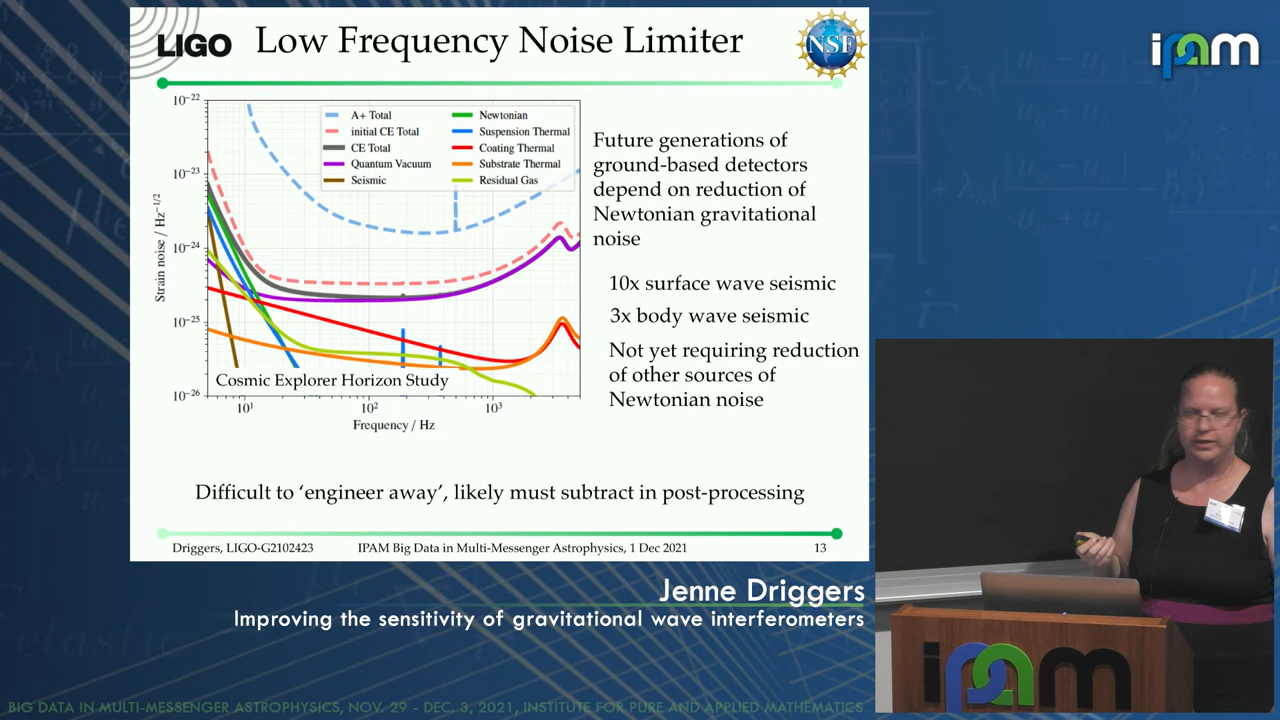 LIGO
Low Frequency Noise Limiter
NSF
ipam
10⁻²²
10⁻²³
10⁻²⁴
10⁻²⁵
10⁻²⁶
Strain noise / Hz⁻¹/²
A+ Total
initial CE Total
CE Total
Quantum Vacuum
Seismic
Newtonian
Suspension Thermal
Coating Thermal
Substrate Thermal
Residual Gas
Cosmic Explorer Horizon Study
10¹
10²
10³
Frequency / Hz
Future generations of
ground-based detectors
depend on reduction of
Newtonian gravitational
noise
10x surface wave seismic
3x body wave seismic
Not yet requiring reduction
of other sources of
Newtonian noise
Difficult to ‘engineer away’, likely must subtract in post-processing
Driggers, LIGO-G2102423
IPAM Big Data in Multi-Messenger Astrophysics, 1 Dec 2021
13
Jenne Driggers
Improving the sensitivity of gravitational wave interferometers
ipam
BIG DATA IN MULTI-MESSENGER ASTROPHYSICS, NOV. 29 - DEC. 3, 2021, INSTITUTE FOR PURE AND APPLIED MATHEMATICS